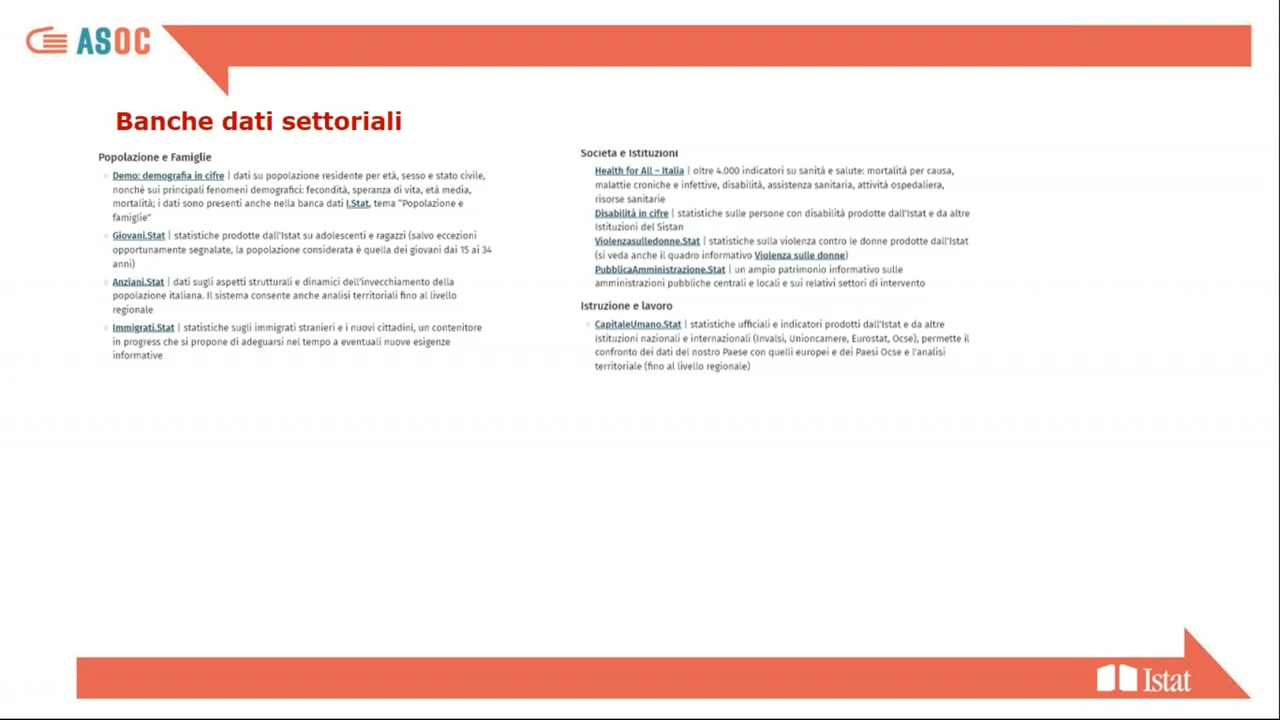 ASOC
Banche dati settoriali
Popolazione e Famiglie
Demo: demografia in cifre | dati su popolazione residente per età, sesso e stato civile,
nonché sui principali fenomeni demografici: fecondità, speranza di vita, età media,
mortalità; i dati sono presenti anche nella banca dati I.Stat, tema "Popolazione e
famiglie"
Giovani.Stat | statistiche prodotte dall'Istat su adolescenti e ragazzi (salvo eccezioni
opportunamente segnalate, la popolazione considerata è quella dei giovani dai 15 ai 34
anni)
Anziani.Stat | dati sugli aspetti strutturali e dinamici dell'invecchiamento della
popolazione italiana. Il sistema consente anche analisi territoriali fino al livello
regionale
Immigrati.Stat | statistiche sugli immigrati stranieri e i nuovi cittadini, un contenitore
in progress che si propone di adeguarsi nel tempo a eventuali nuove esigenze
informative
Società e Istituzioni
Health for All – Italia | oltre 4.000 indicatori su sanità e salute: mortalità per causa,
malattie croniche e infettive, disabilità, assistenza sanitaria, attività ospedaliera,
risorse sanitarie
Disabilità in cifre | statistiche sulle persone con disabilità prodotte dall'Istat e da altre
Istituzioni del Sistan
Violenzasulledonne.Stat | statistiche sulla violenza contro le donne prodotte dall'Istat
(si veda anche il quadro informativo Violenza sulle donne)
PubblicaAmministrazione.Stat | un ampio patrimonio informativo sulle
amministrazioni pubbliche centrali e locali e sui relativi settori di intervento
Istruzione e lavoro
CapitaleUmano.Stat | statistiche ufficiali e indicatori prodotti dall'Istat e da altre
Istituzioni nazionali e internazionali (Invalsi, Unioncamere, Eurostat, Ocse), permette il
confronto dei dati del nostro Paese con quelli europei e dei Paesi Ocse e l'analisi
territoriale (fino al livello regionale)
Istat